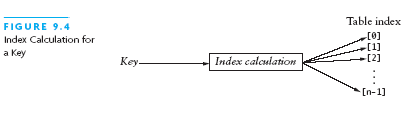 FIGURE 9.4
Index Calculation for
a Key
Table index
Key
Index calculation
[0]
[1]
[2]
[n-1]